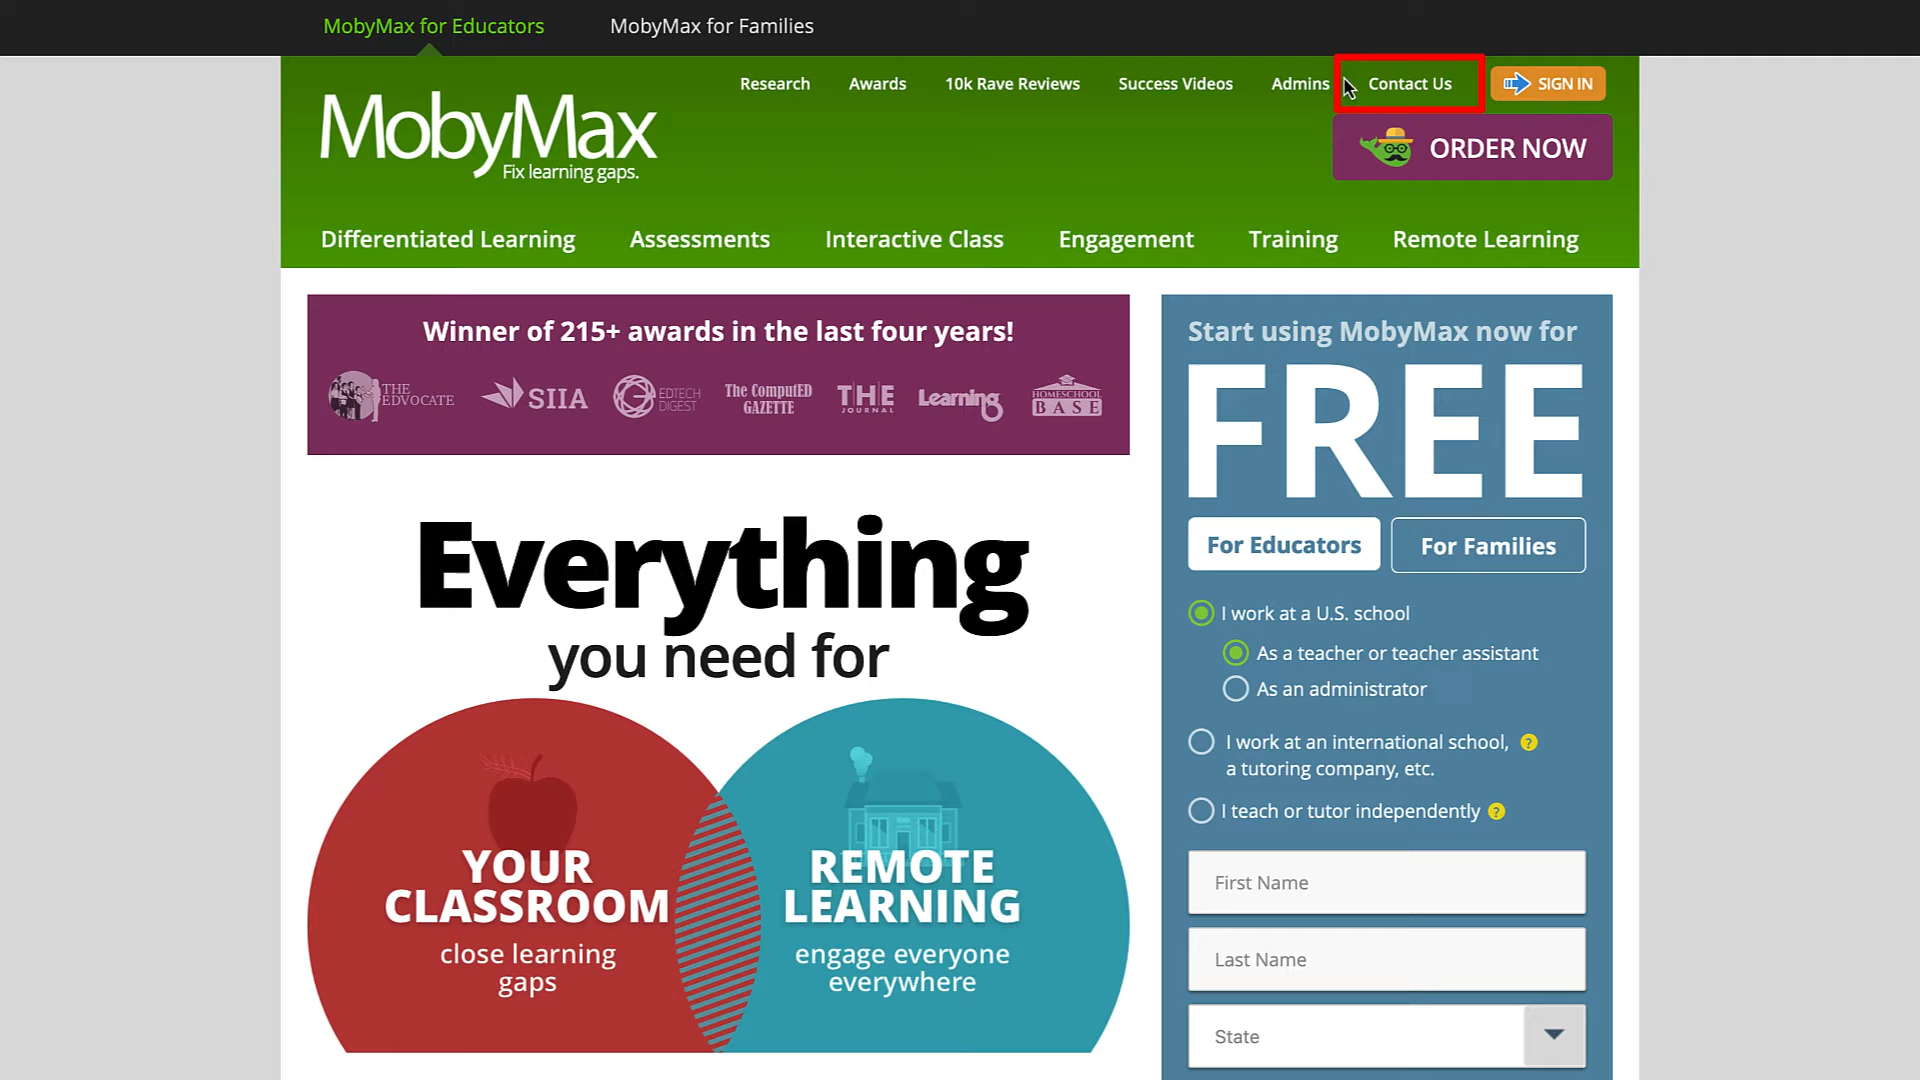 MobyMax for Educators
MobyMax for Families
Research
Awards
10k Rave Reviews
Success Videos
Admins
Contact Us
SIGN IN
MobyMax
Fix learning gaps.
ORDER NOW
Differentiated Learning
Assessments
Interactive Class
Engagement
Training
Remote Learning
Winner of 215+ awards in the last four years!
THE
EDVOCATE
SIIA
EDTECH
DIGEST
The ComputED
GAZETTE
THE
JOURNAL
Learning
HOMESCHOOL
BASE
Everything
you need for
YOUR
CLASSROOM
close learning
gaps
REMOTE
LEARNING
engage everyone
everywhere
Start using MobyMax now for
FREE
For Educators
For Families
I work at a U.S. school
As a teacher or teacher assistant
As an administrator
I work at an international school, ?
a tutoring company, etc.
I teach or tutor independently ?
First Name
Last Name
State